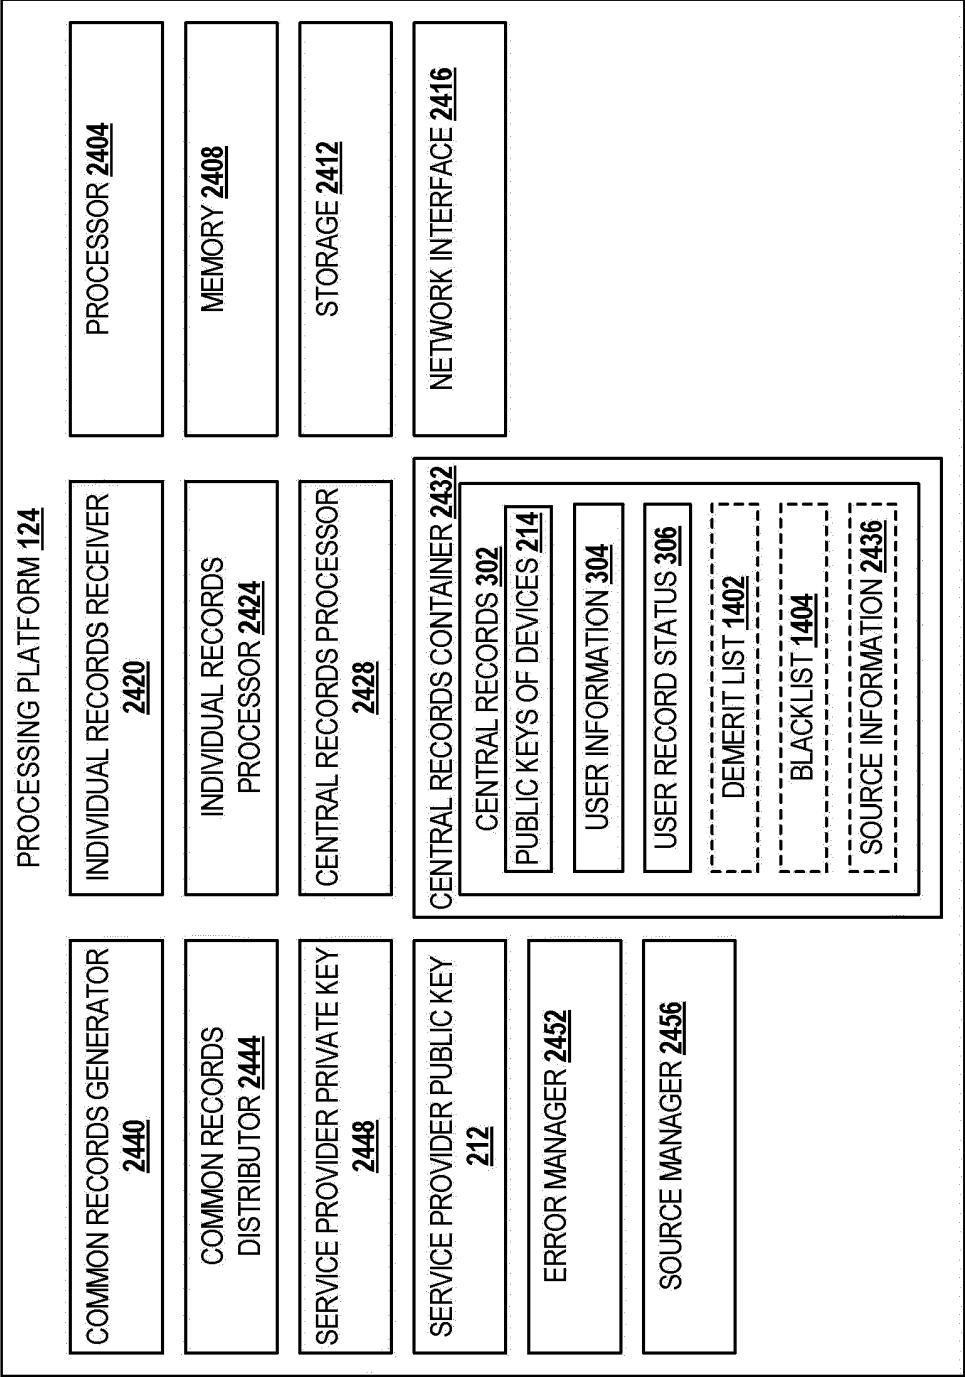 PROCESSING PLATFORM 124
COMMON RECORDS GENERATOR
2440
COMMON RECORDS
DISTRIBUTOR 2444
SERVICE PROVIDER PRIVATE KEY
2448
SERVICE PROVIDER PUBLIC KEY
212
ERROR MANAGER 2452
SOURCE MANAGER 2456
INDIVIDUAL RECORDS RECEIVER
2420
INDIVIDUAL RECORDS
PROCESSOR 2424
CENTRAL RECORDS PROCESSOR
2428
CENTRAL RECORDS CONTAINER 2432
CENTRAL RECORDS 302
PUBLIC KEYS OF DEVICES 214
USER INFORMATION 304
USER RECORD STATUS 306
DEMERIT LIST 1402
BLACKLIST 1404
SOURCE INFORMATION 2436
PROCESSOR 2404
MEMORY 2408
STORAGE 2412
NETWORK INTERFACE 2416